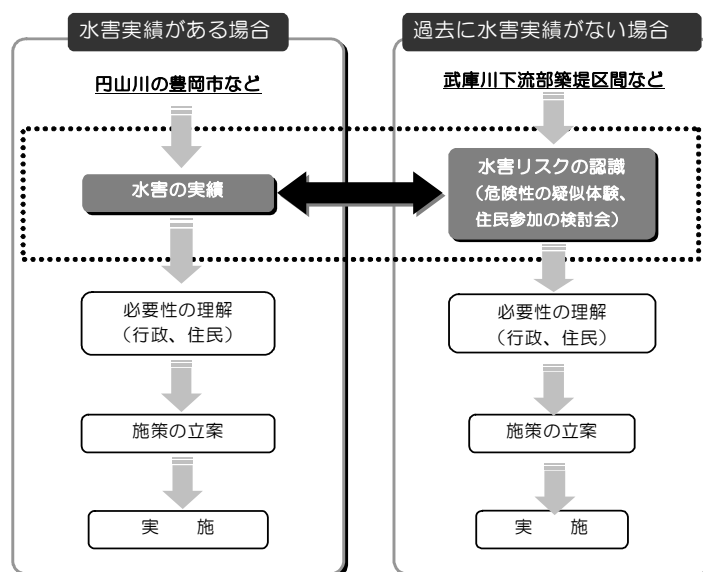 水害実績がある場合
円山川の豊岡市など
水害の実績
必要性の理解
（行政、住民）
施策の立案
実　　施
過去に水害実績がない場合
武庫川下流部築堤区間など
水害リスクの認識
（危険性の疑似体験、
住民参加の検討会）
必要性の理解
（行政、住民）
施策の立案
実　　施